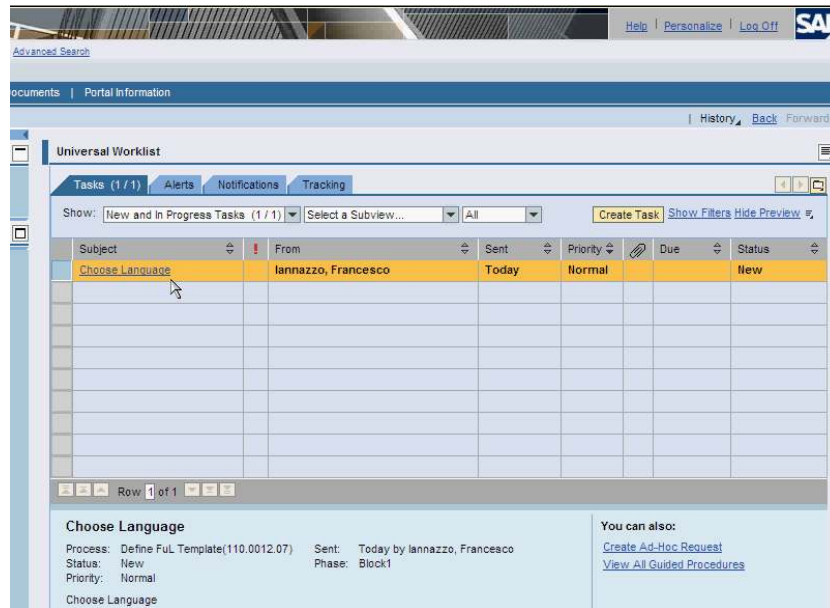 Help | Personalize | Log Off
Advanced Search
ocuments | Portal Information
| History Back Forward
Universal Worklist
Tasks (1 / 1) Alerts Notifications Tracking
Show: New and In Progress Tasks (1 / 1) Select a Subview... All Create Task Show Filters Hide Preview
Subject ! From Sent Priority Due Status
Choose Language Iannazzo, Francesco Today Normal New
Row 1 of 1
Choose Language
Process: Define FuL Template(110.0012.07) Sent: Today by Iannazzo, Francesco
Status: New Phase: Block1
Priority: Normal
Choose Language
You can also:
Create Ad-Hoc Request
View All Guided Procedures